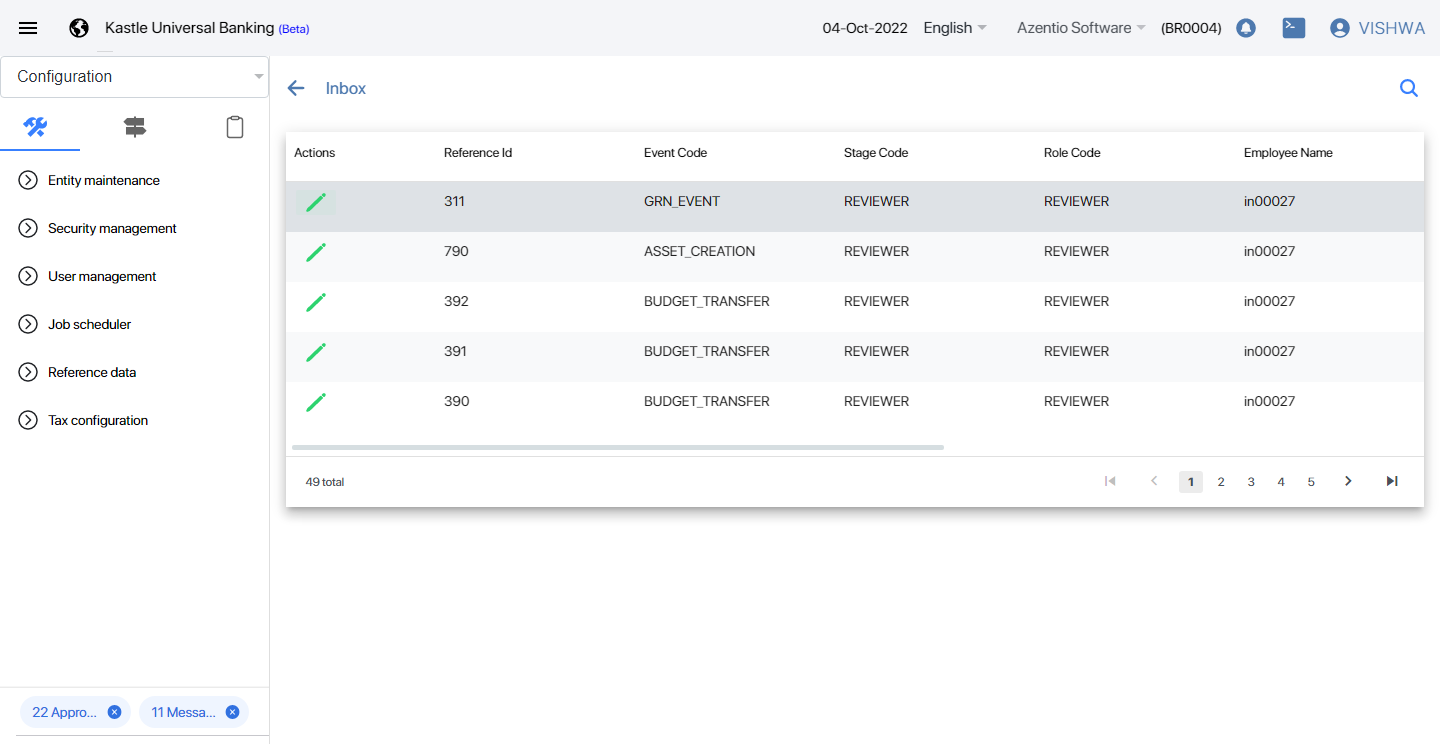 Kastle Universal Banking (Beta) 04-Oct-2022 English Azentio Software (BR0004) VISHWA
Configuration
Inbox
Entity maintenance
Security management
User management
Job scheduler
Reference data
Tax configuration
22 Appro... 11 Messa...
Actions Reference Id Event Code Stage Code Role Code Employee Name
311 GRN_EVENT REVIEWER REVIEWER in00027
790 ASSET_CREATION REVIEWER REVIEWER in00027
392 BUDGET_TRANSFER REVIEWER REVIEWER in00027
391 BUDGET_TRANSFER REVIEWER REVIEWER in00027
390 BUDGET_TRANSFER REVIEWER REVIEWER in00027
49 total 1 2 3 4 5